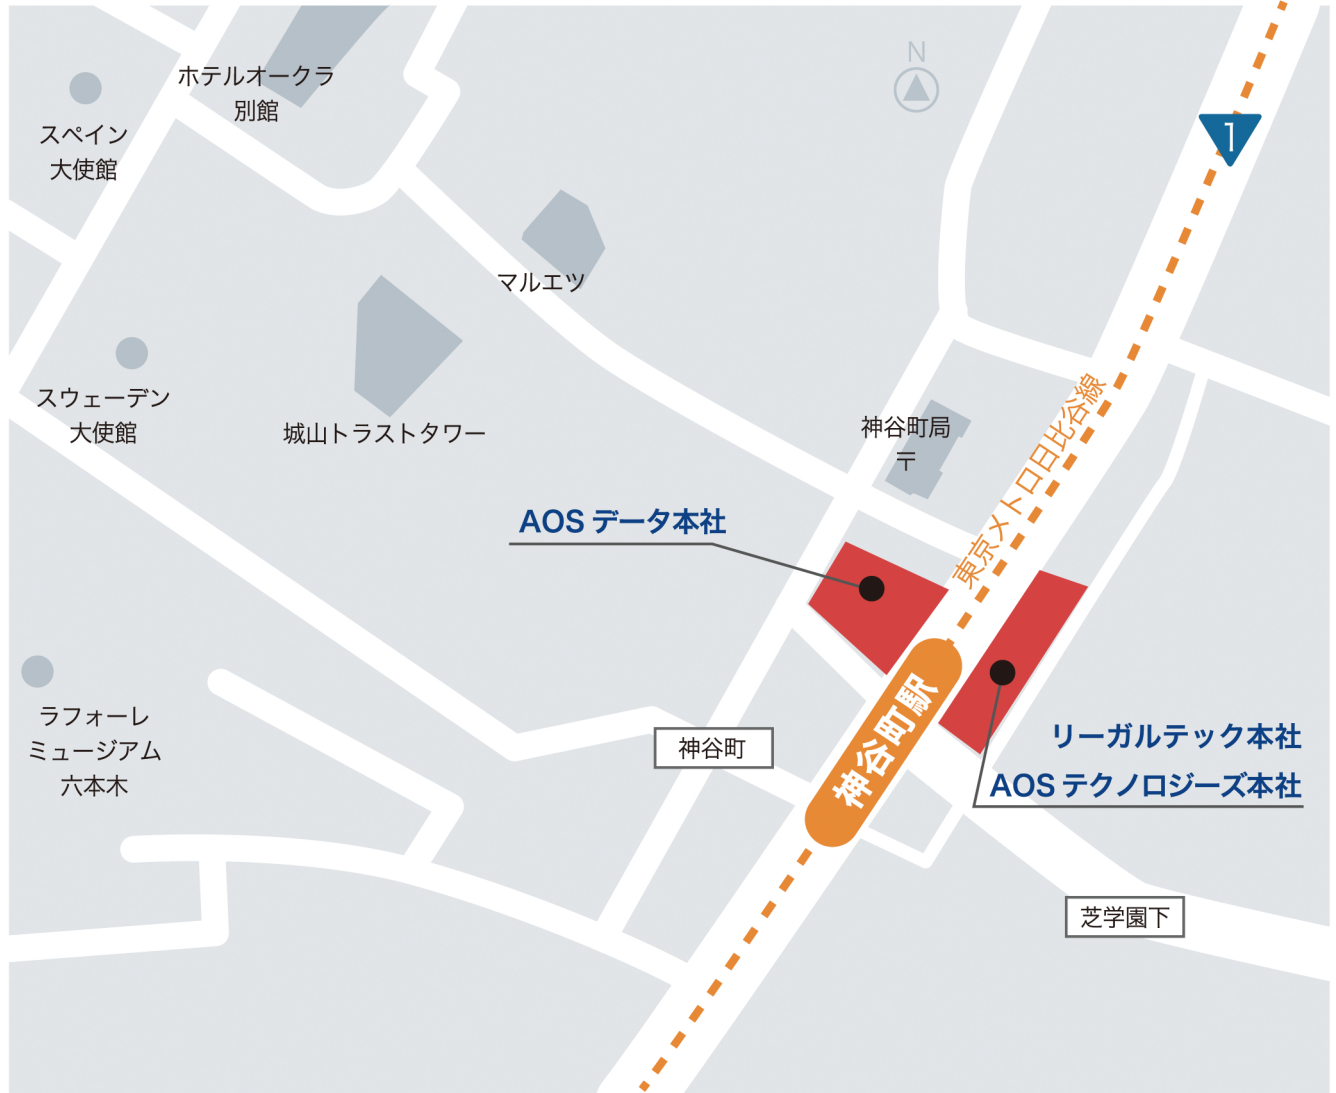 N
1
ホテルオークラ
別館
スペイン
大使館
マルエツ
スウェーデン
大使館
城山トラストタワー
神谷町局
〒
東京メトロ日比谷線
AOS データ本社
神谷町駅
ラフォーレ
ミュージアム
六本木
神谷町
リーガルテック本社
AOS テクノロジーズ本社
芝学園下